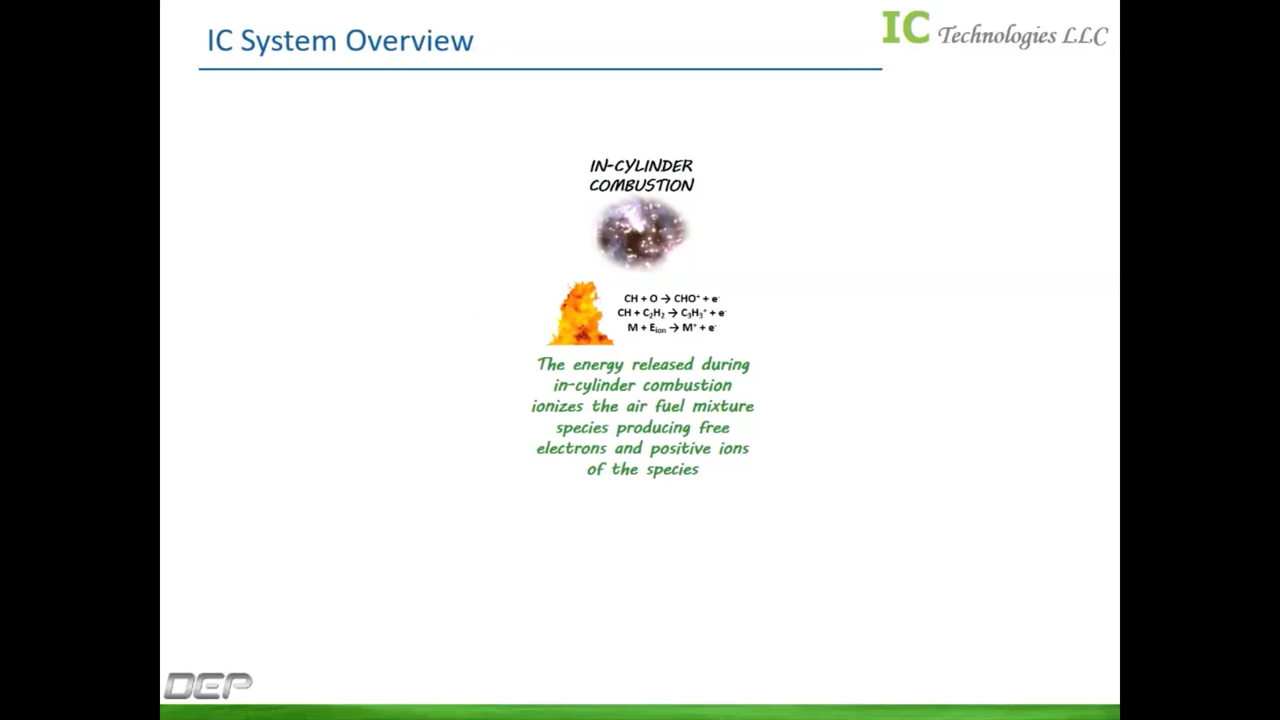 IC System Overview
IC Technologies LLC
IN-CYLINDER
COMBUSTION
CH + O → CHO⁺ + e⁻
CH + C₂H₂ → C₃H₃⁺ + e⁻
M + Eᵢₒₙ → M⁺ + e⁻
The energy released during
in-cylinder combustion
ionizes the air fuel mixture
species producing free
electrons and positive ions
of the species
DEP